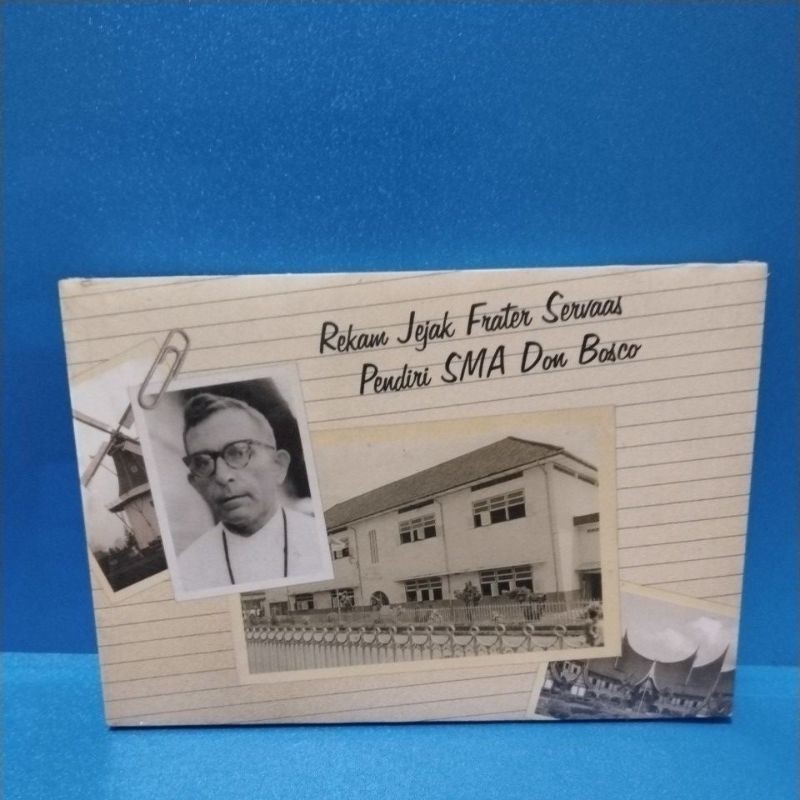 Rekam Jejak Frater Servaas
Pendiri SMA Don Bosco